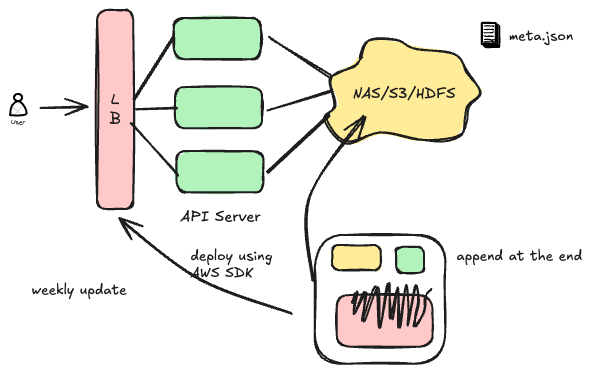 meta.json
L
B
NAS/S3/HDFS
User
API Server
deploy using
AWS SDK
append at the end
weekly update